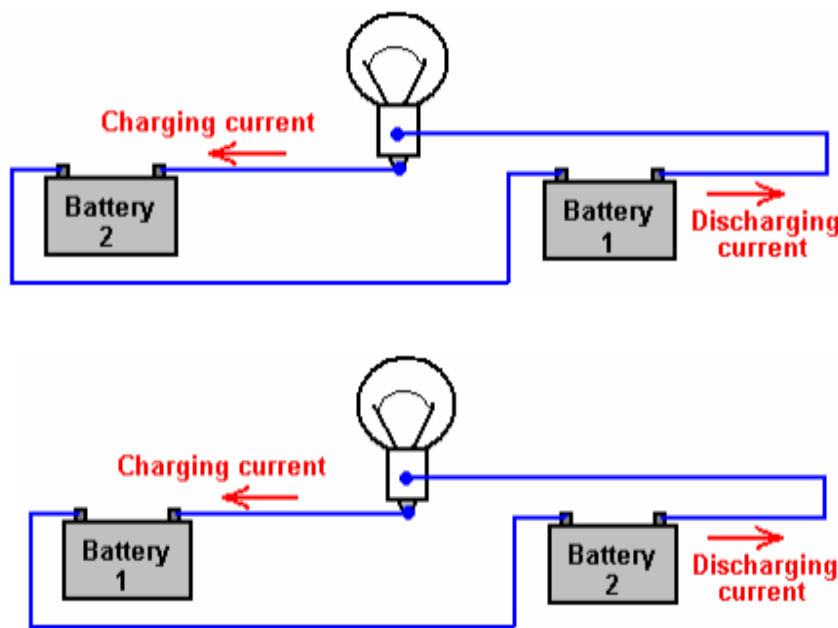 Charging current
Battery
2
Battery
1
Discharging
current
Charging current
Battery
1
Battery
2
Discharging
current